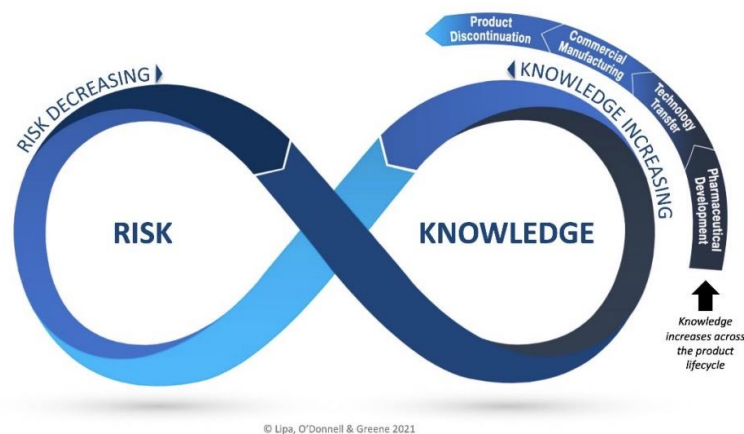 Product
Discontinuation
Commercial
Manufacturing
Technology
Transfer
Pharmaceutical
Development
RISK DECREASING
KNOWLEDGE INCREASING
RISK
KNOWLEDGE
Knowledge
increases across
the product
lifecycle
© Lipa, O'Donnell & Greene 2021